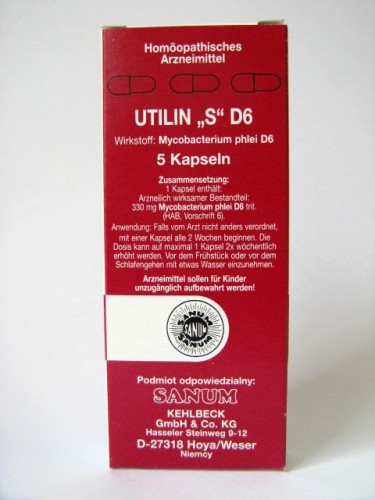 Homöopathisches
Arzneimittel
UTILIN „S" D6
Wirkstoff: Mycobacterium phlei D6
5 Kapseln
Zusammensetzung:
1 Kapsel enthält:
Arzneilich wirksamer Bestandteil:
330 mg Mycobacterium phlei D6 trit.
(HAB, Vorschrift 6).
Anwendung: Falls vom Arzt nicht anders verordnet,
mit einer Kapsel alle 2 Wochen beginnen. Die
Dosis kann auf maximal 1 Kapsel 2x wöchentlich
erhöht werden. Vor dem Frühstück oder vor dem
Schlafengehen mit etwas Wasser einzunehmen.
Arzneimittel sollen für Kinder
unzugänglich aufbewahrt werden!
SANUM
SANUM
SANUM
Podmiot odpowiedzialny:
SANUM
KEHLBECK
GmbH & Co. KG
Hasseler Steinweg 9-12
D-27318 Hoya/Weser
Niemcy